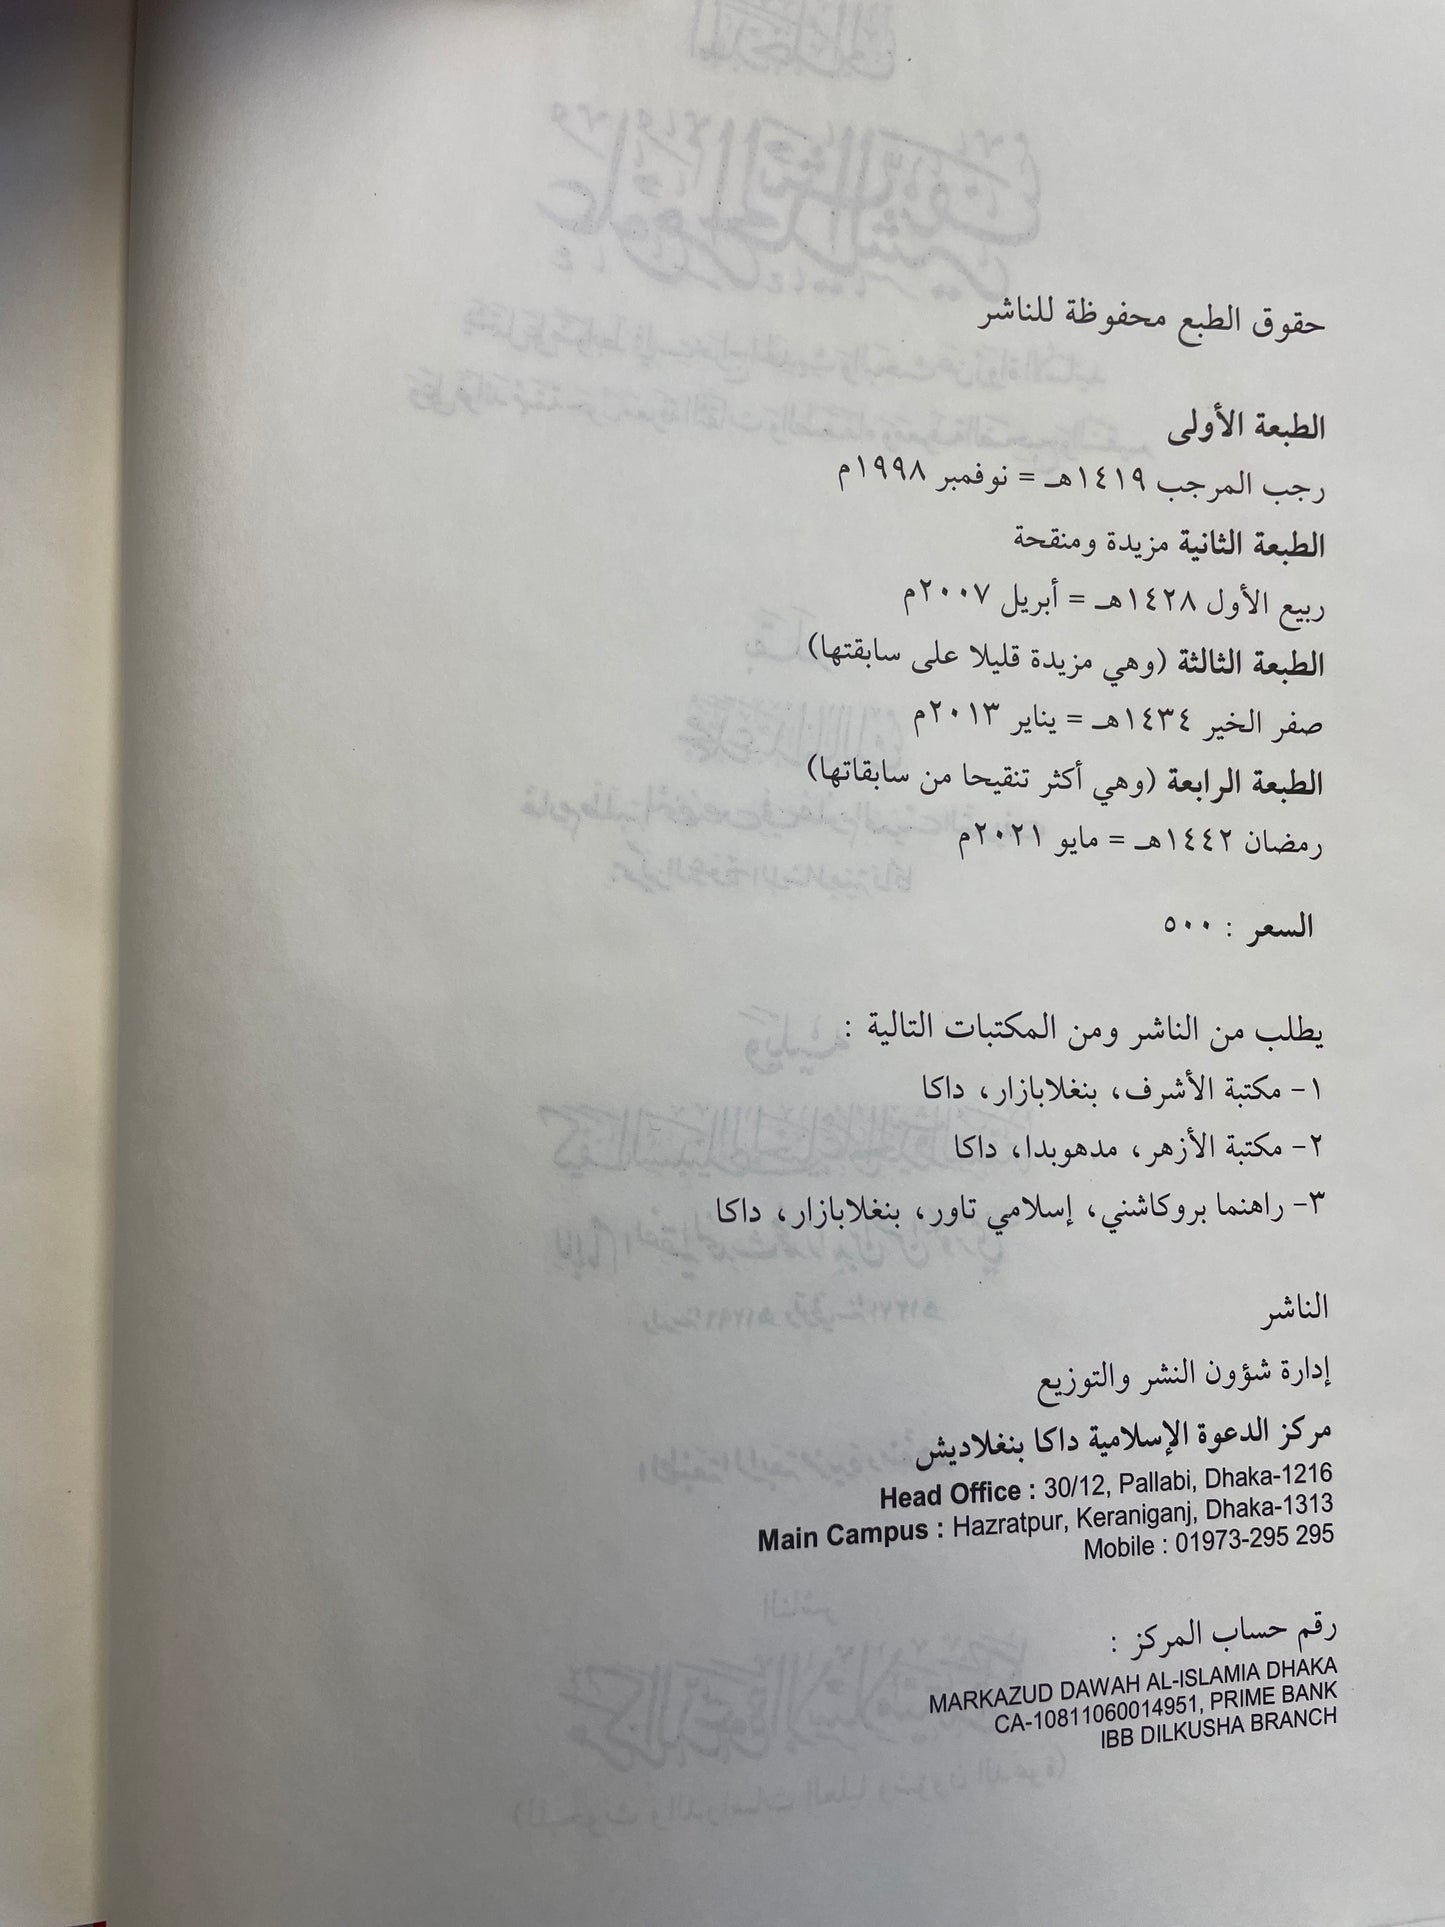 حقوق الطبع محفوظة للناشر
الطبعة الأولى
رجب المرجب ١٤١٩هـ = نوفمبر ١٩٩٨م
الطبعة الثانية مزيدة ومنقحة
ربيع الأول ١٤٢٨هـ = أبريل ٢٠٠٧م
الطبعة الثالثة (وهي مزيدة قليلا على سابقتها)
صفر الخير ١٤٣٤هـ = يناير ٢٠١٣م
الطبعة الرابعة (وهي أكثر تنقيحا من سابقاتها)
رمضان ١٤٤٢هـ = مايو ٢٠٢١م
السعر : ٥٠٠
يطلب من الناشر ومن المكتبات التالية :
١- مكتبة الأشرف، بنغلابازار، داكا
٢- مكتبة الأزهر، مدهوبدا، داكا
٣- راهنما بروكاشني، إسلامي تاور، بنغلابازار، داكا
الناشر
إدارة شؤون النشر والتوزيع
مركز الدعوة الإسلامية داكا بنغلاديش
Head Office : 30/12, Pallabi, Dhaka-1216
Main Campus : Hazratpur, Keraniganj, Dhaka-1313
Mobile : 01973-295 295
رقم حساب المركز :
MARKAZUD DAWAH AL-ISLAMIA DHAKA
CA-10811060014951, PRIME BANK
IBB DILKUSHA BRANCH